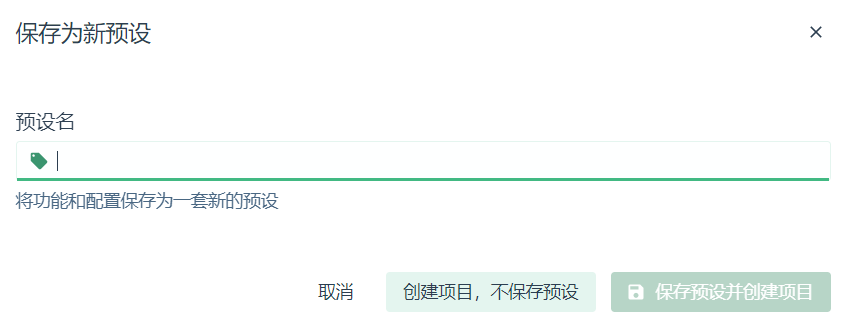 保存为新预设
预设名
将功能和配置保存为一套新的预设
取消 创建项目，不保存预设 保存预设并创建项目